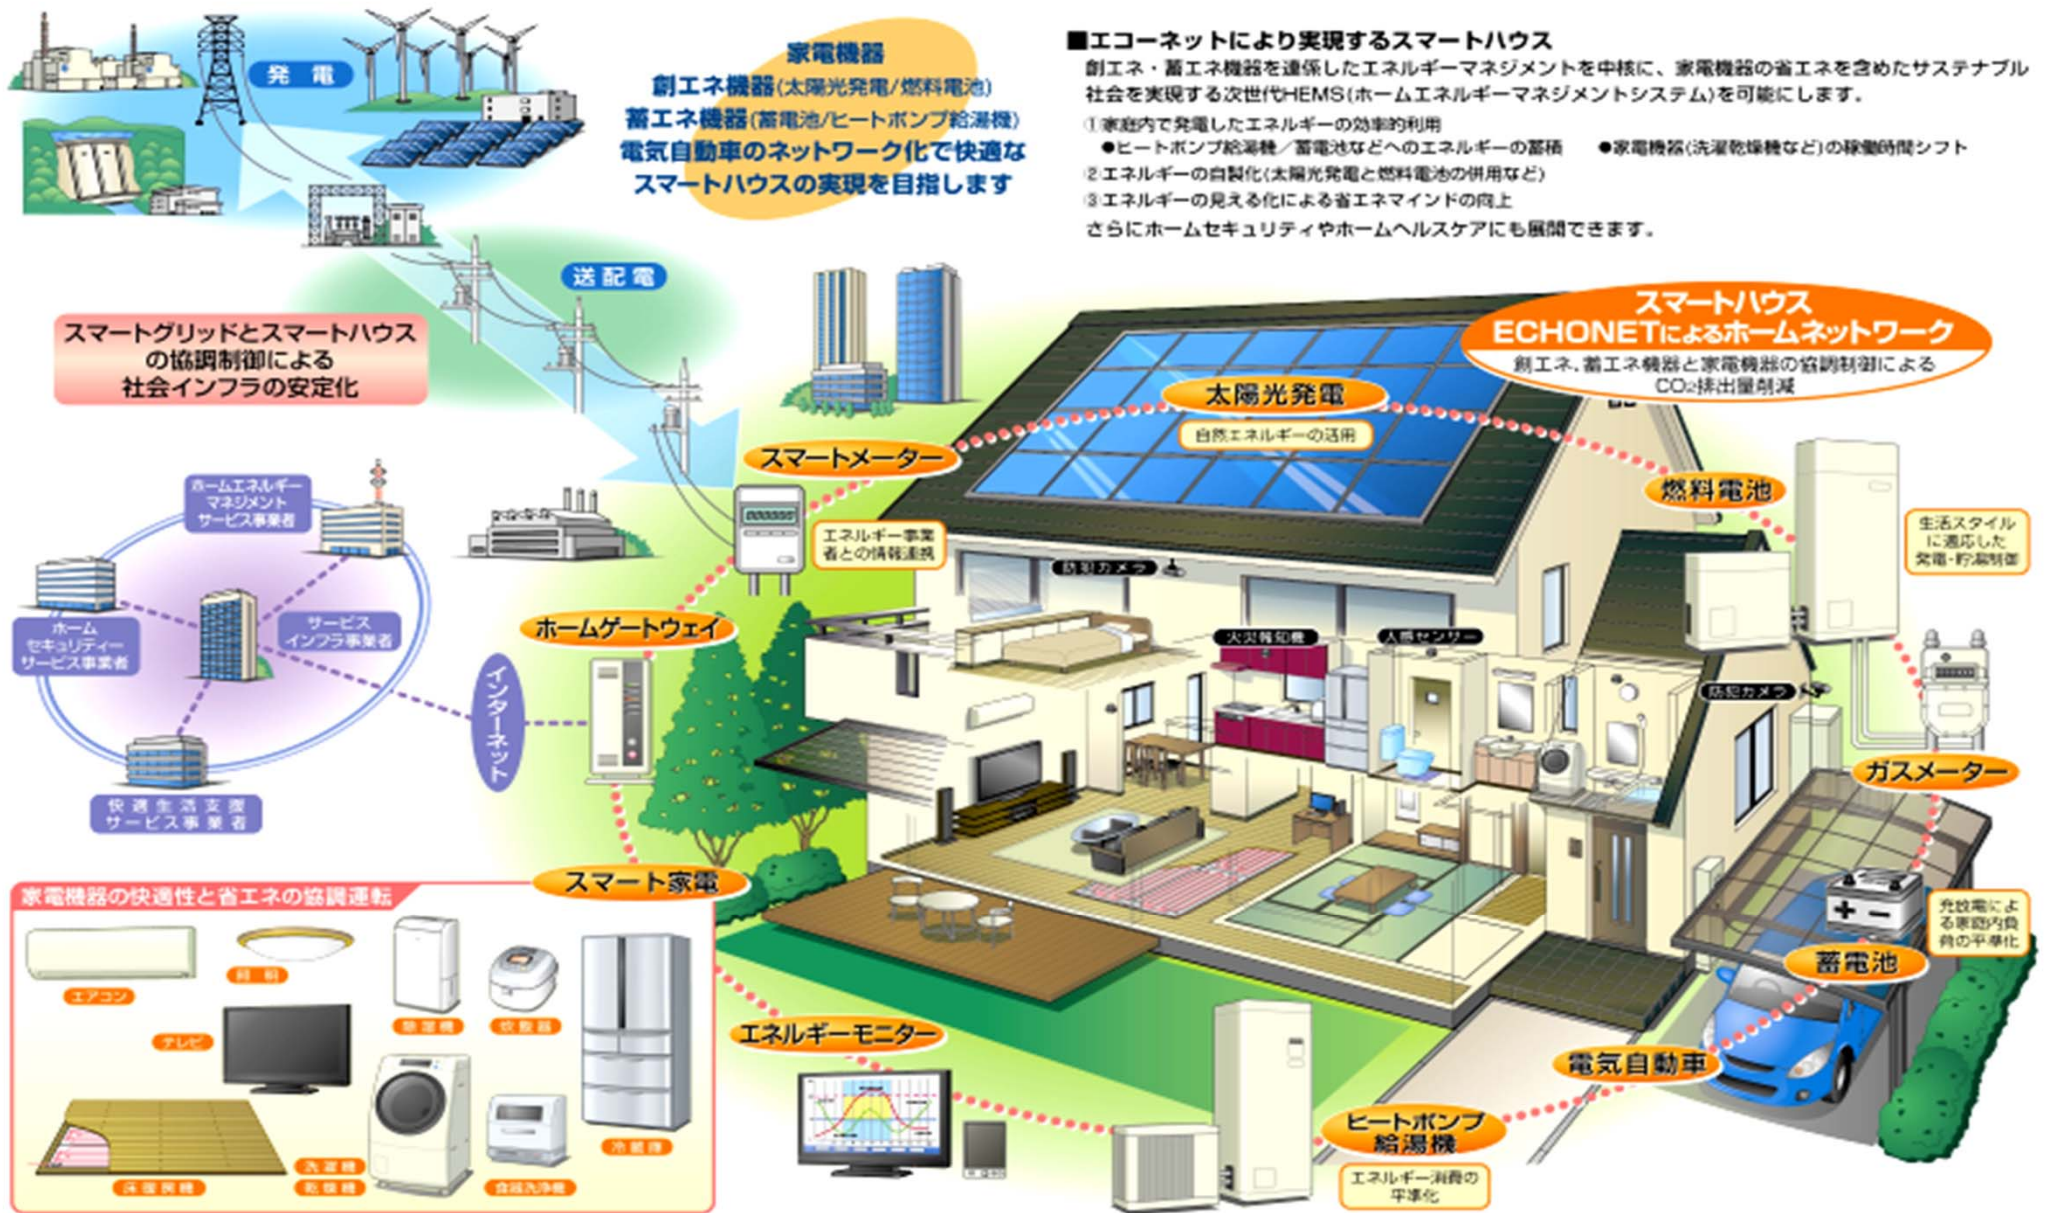 発電
家電機器
創エネ機器(太陽光発電/燃料電池)
蓄エネ機器(蓄電池/ヒートポンプ給湯機)
電気自動車のネットワーク化で快適な
スマートハウスの実現を目指します
■エコーネットにより実現するスマートハウス
創エネ・蓄エネ機器を連係したエネルギーマネジメントを中核に、家電機器の省エネを含めたサステナブル
社会を実現する次世代HEMS(ホームエネルギーマネジメントシステム)を可能にします。
①家庭内で発電したエネルギーの効率的利用
●ヒートポンプ給湯機／蓄電池などへのエネルギーの蓄積 ●家電機器(洗濯乾燥機など)の稼働時間シフト
②エネルギーの自製化(太陽光発電と燃料電池の併用など)
③エネルギーの見える化による省エネマインドの向上
さらにホームセキュリティやホームヘルスケアにも展開できます。
送配電
スマートグリッドとスマートハウス
の協調制御による
社会インフラの安定化
スマートハウス
ECHONETによるホームネットワーク
創エネ、蓄エネ機器と家電機器の協調制御による
CO₂排出量削減
太陽光発電
自然エネルギーの活用
スマートメーター
エネルギー事業
者との情報連携
燃料電池
生活スタイル
に適応した
発電・貯湯制御
ホームエネルギー
マネジメント
サービス事業者
ホーム
セキュリティー
サービス事業者
サービス
インフラ事業者
快適生活支援
サービス事業者
インターネット
ホームゲートウェイ
防犯カメラ
火災報知機
人感センサー
防犯カメラ
ガスメーター
スマート家電
家電機器の快適性と省エネの協調運転
エアコン
照明
除湿機
炊飯器
テレビ
冷蔵庫
床暖房機
洗濯機
乾燥機
食器洗浄機
エネルギーモニター
ヒートポンプ
給湯機
エネルギー消費の
平準化
電気自動車
蓄電池
充放電によ
る家庭内負
荷の平準化